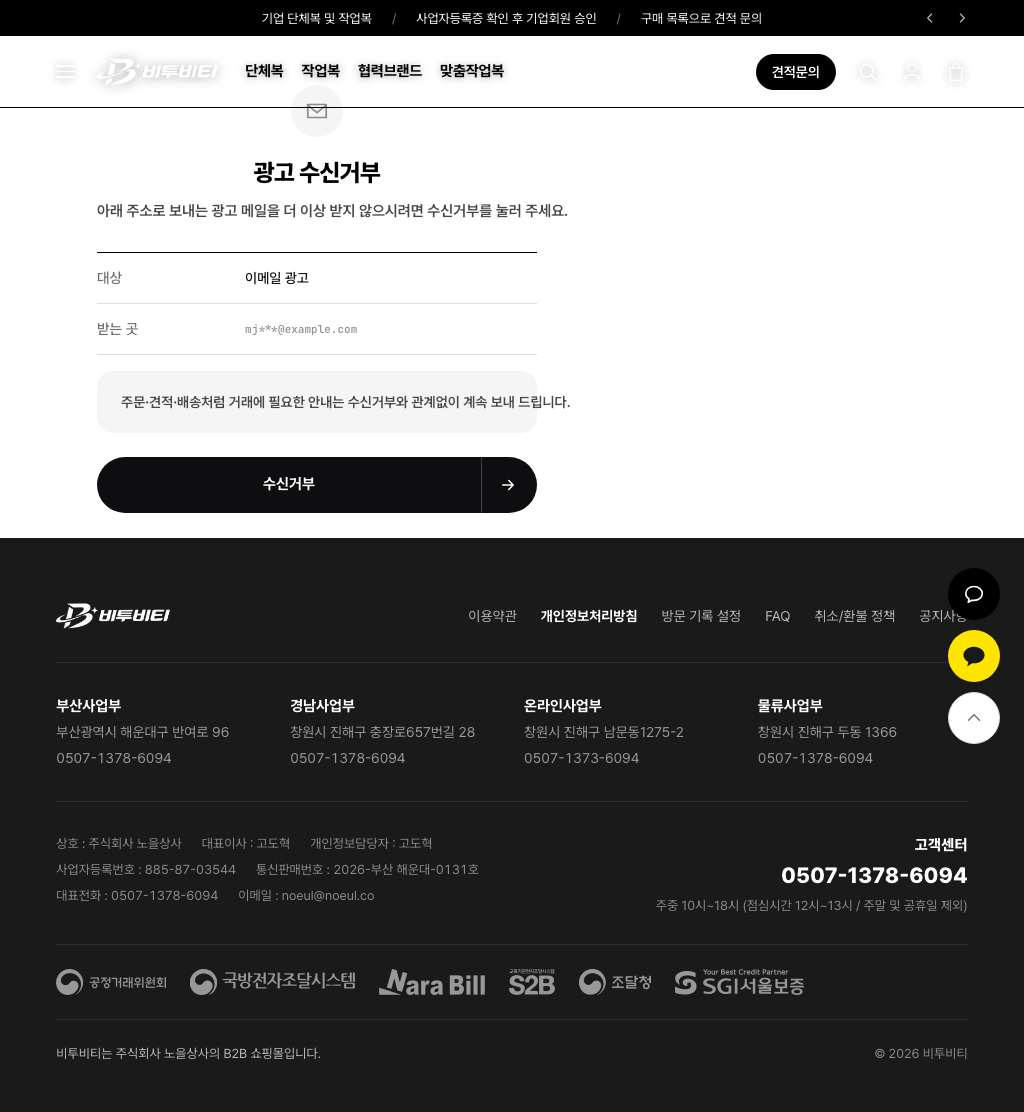 기업 단체복 및 작업복 / 사업자등록증 확인 후 기업회원 승인 / 구매 목록으로 견적 문의
비투비티 단체복 작업복 협력브랜드 맞춤작업복 견적문의
광고 수신거부
아래 주소로 보내는 광고 메일을 더 이상 받지 않으시려면 수신거부를 눌러 주세요.
대상 이메일 광고
받는 곳 mj***@example.com
주문·견적·배송처럼 거래에 필요한 안내는 수신거부와 관계없이 계속 보내 드립니다.
수신거부
비투비티 이용약관 개인정보처리방침 방문 기록 설정 FAQ 취소/환불 정책 공지사항
부산사업부 경남사업부 온라인사업부 물류사업부
부산광역시 해운대구 반여로 96 창원시 진해구 충장로657번길 28 창원시 진해구 남문동1275-2 창원시 진해구 두동 1366
0507-1378-6094 0507-1378-6094 0507-1373-6094 0507-1378-6094
상호 : 주식회사 노을상사 대표이사 : 고도혁 개인정보담당자 : 고도혁
사업자등록번호 : 885-87-03544 통신판매번호 : 2026-부산 해운대-0131호
대표전화 : 0507-1378-6094 이메일 : noeul@noeul.co
고객센터
0507-1378-6094
주중 10시~18시 (점심시간 12시~13시 / 주말 및 공휴일 제외)
공정거래위원회 국방전자조달시스템 Nara Bill S2B 조달청 Your Best Credit Partner SGI서울보증
비투비티는 주식회사 노을상사의 B2B 쇼핑몰입니다. © 2026 비투비티